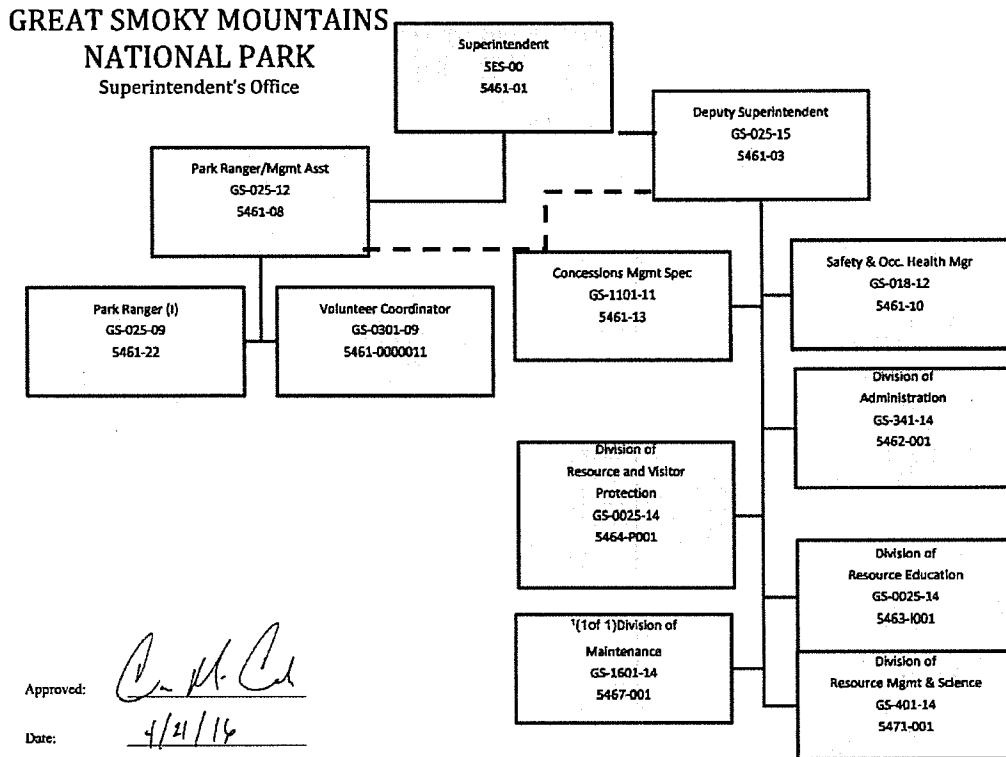 GREAT SMOKY MOUNTAINS
NATIONAL PARK
Superintendent's Office
Superintendent
SES-00
5461-01
Deputy Superintendent
GS-025-15
5461-03
Park Ranger/Mgmt Asst
GS-025-12
5461-08
Park Ranger (I)
GS-025-09
5461-22
Volunteer Coordinator
GS-0301-09
5461-0000011
Concessions Mgmt Spec
GS-1101-11
5461-13
Safety & Occ. Health Mgr
GS-018-12
5461-10
Division of
Administration
GS-341-14
5462-001
Division of
Resource and Visitor
Protection
GS-0025-14
5464-P001
Division of
Resource Education
GS-0025-14
5463-I001
¹(1of 1)Division of
Maintenance
GS-1601-14
5467-001
Division of
Resource Mgmt & Science
GS-401-14
5471-001
Approved:
Date: 4/21/16